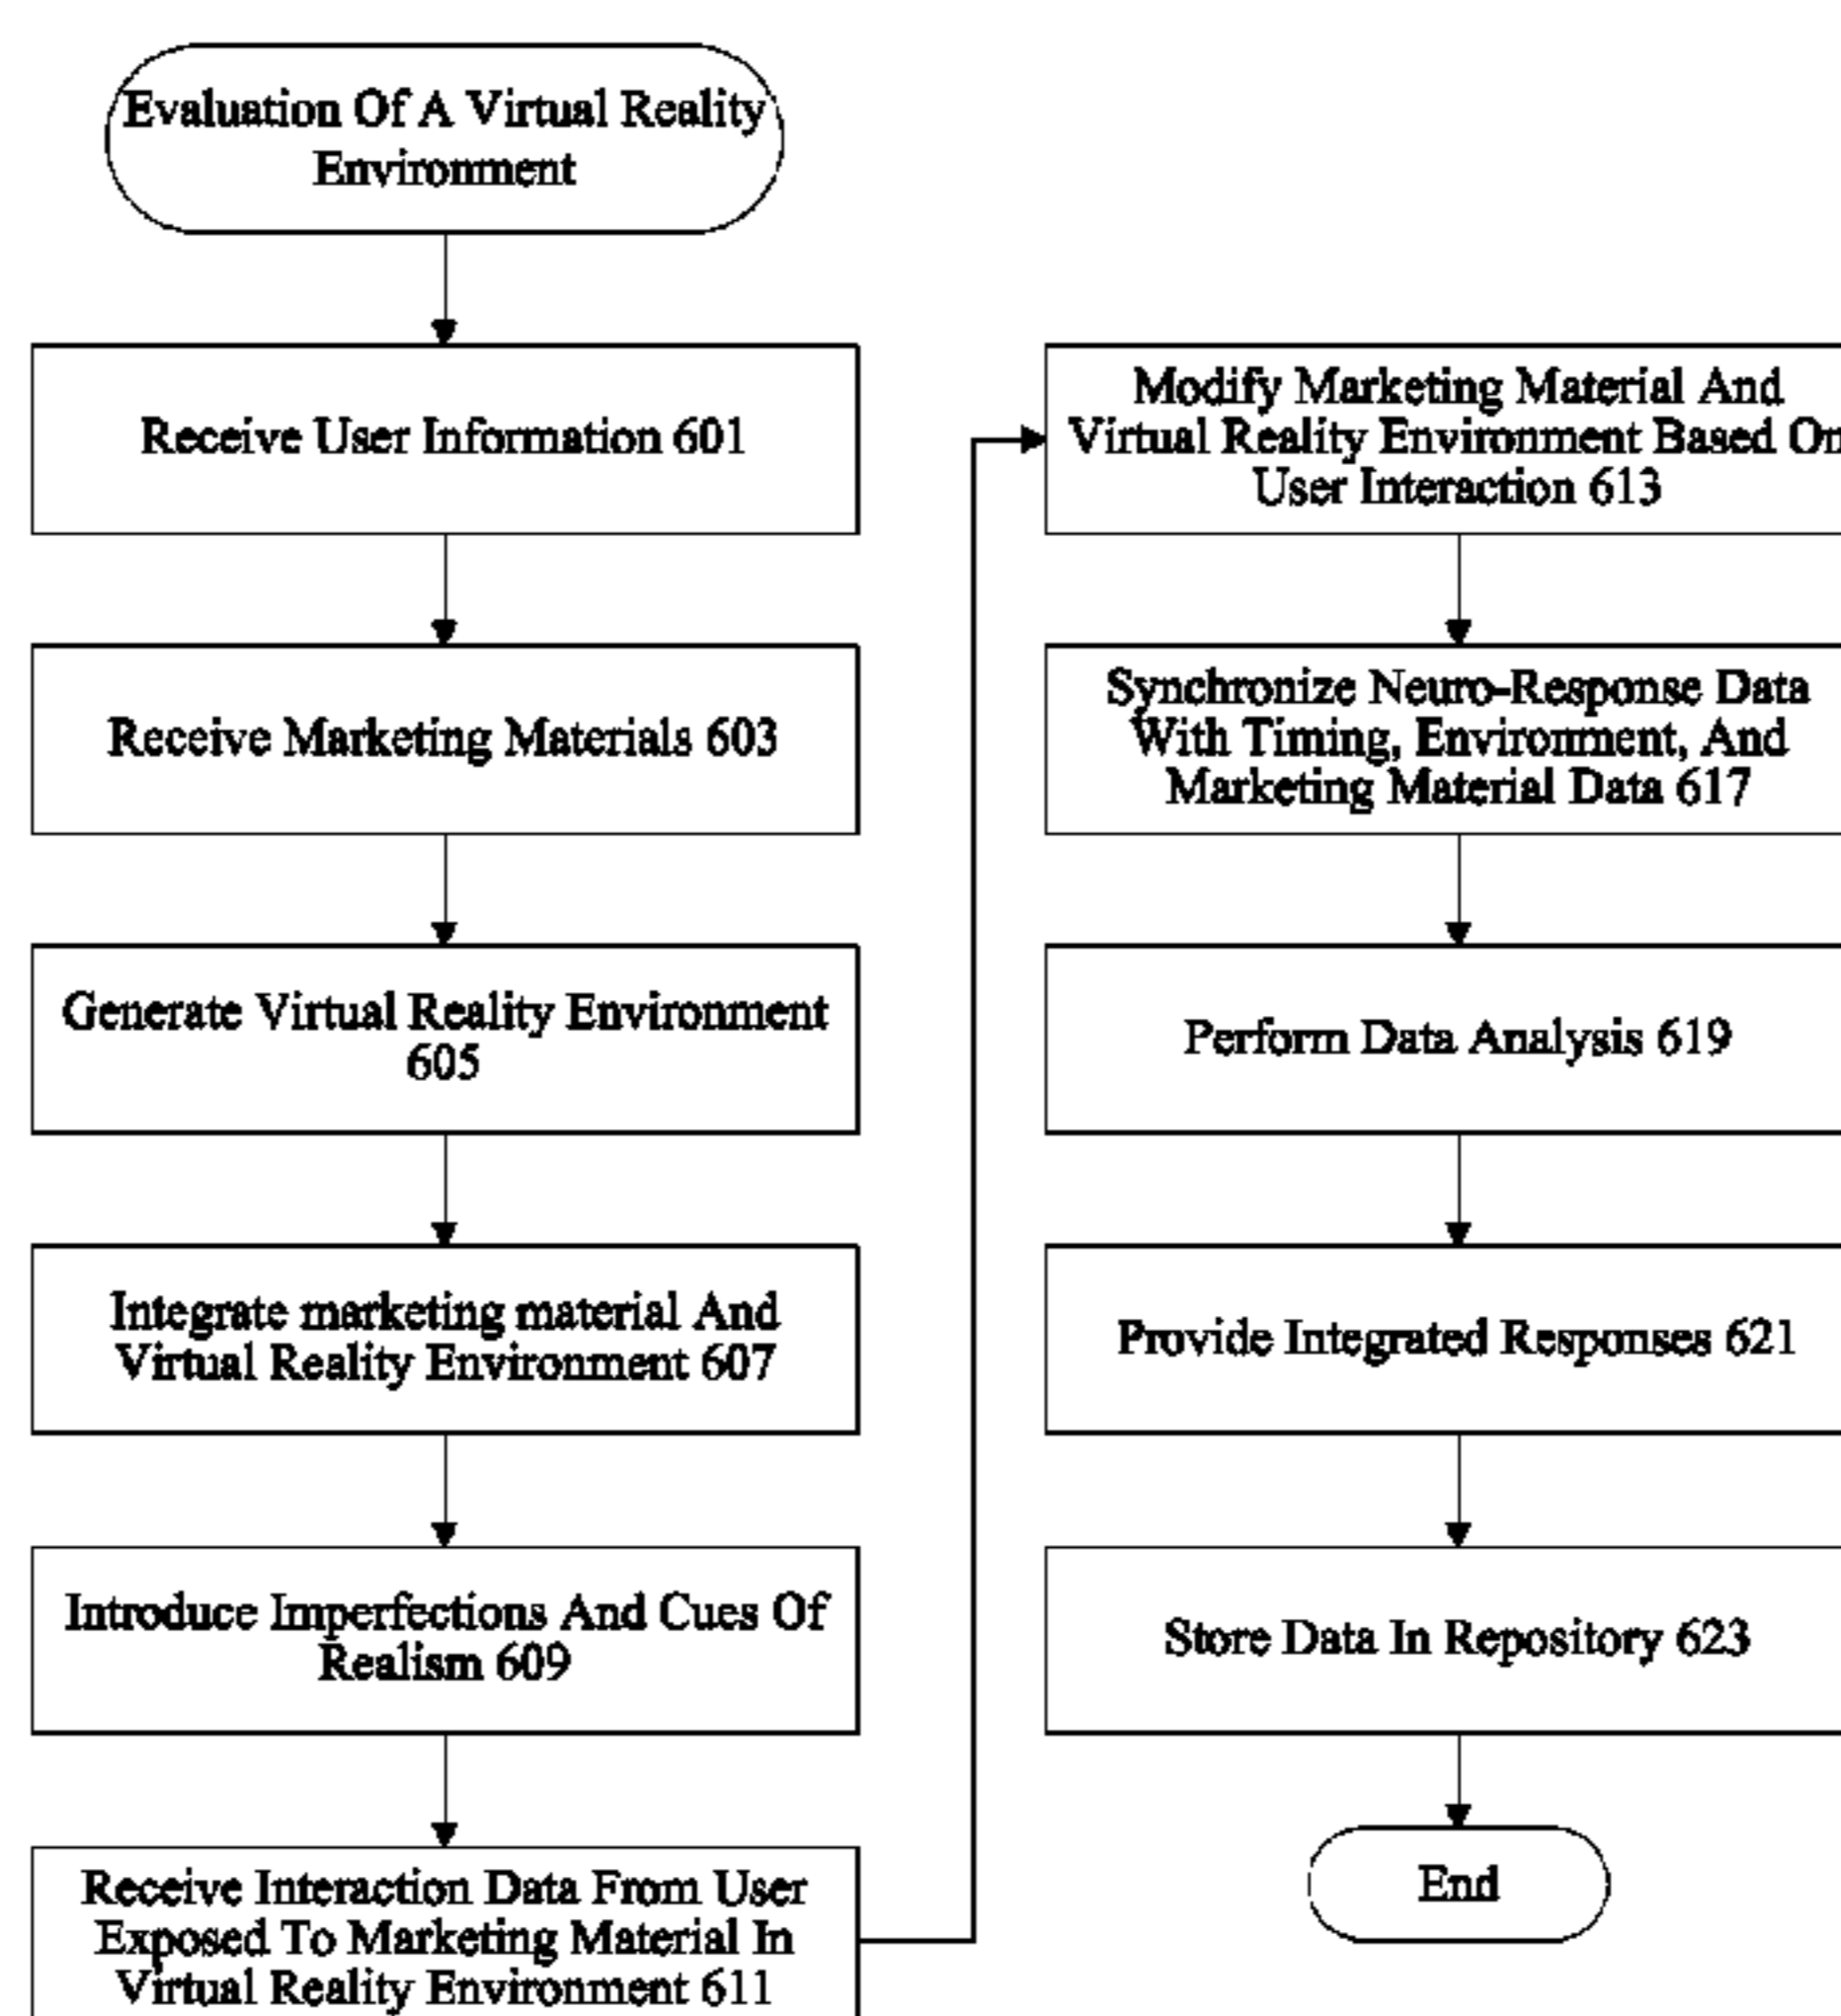 Evaluation Of A Virtual Reality
Environment
Receive User Information 601
Receive Marketing Materials 603
Generate Virtual Reality Environment
605
Integrate marketing material And
Virtual Reality Environment 607
Introduce Imperfections And Cues Of
Realism 609
Receive Interaction Data From User
Exposed To Marketing Material In
Virtual Reality Environment 611
Modify Marketing Material And
Virtual Reality Environment Based On
User Interaction 613
Synchronize Neuro-Response Data
With Timing, Environment, And
Marketing Material Data 617
Perform Data Analysis 619
Provide Integrated Responses 621
Store Data In Repository 623
End